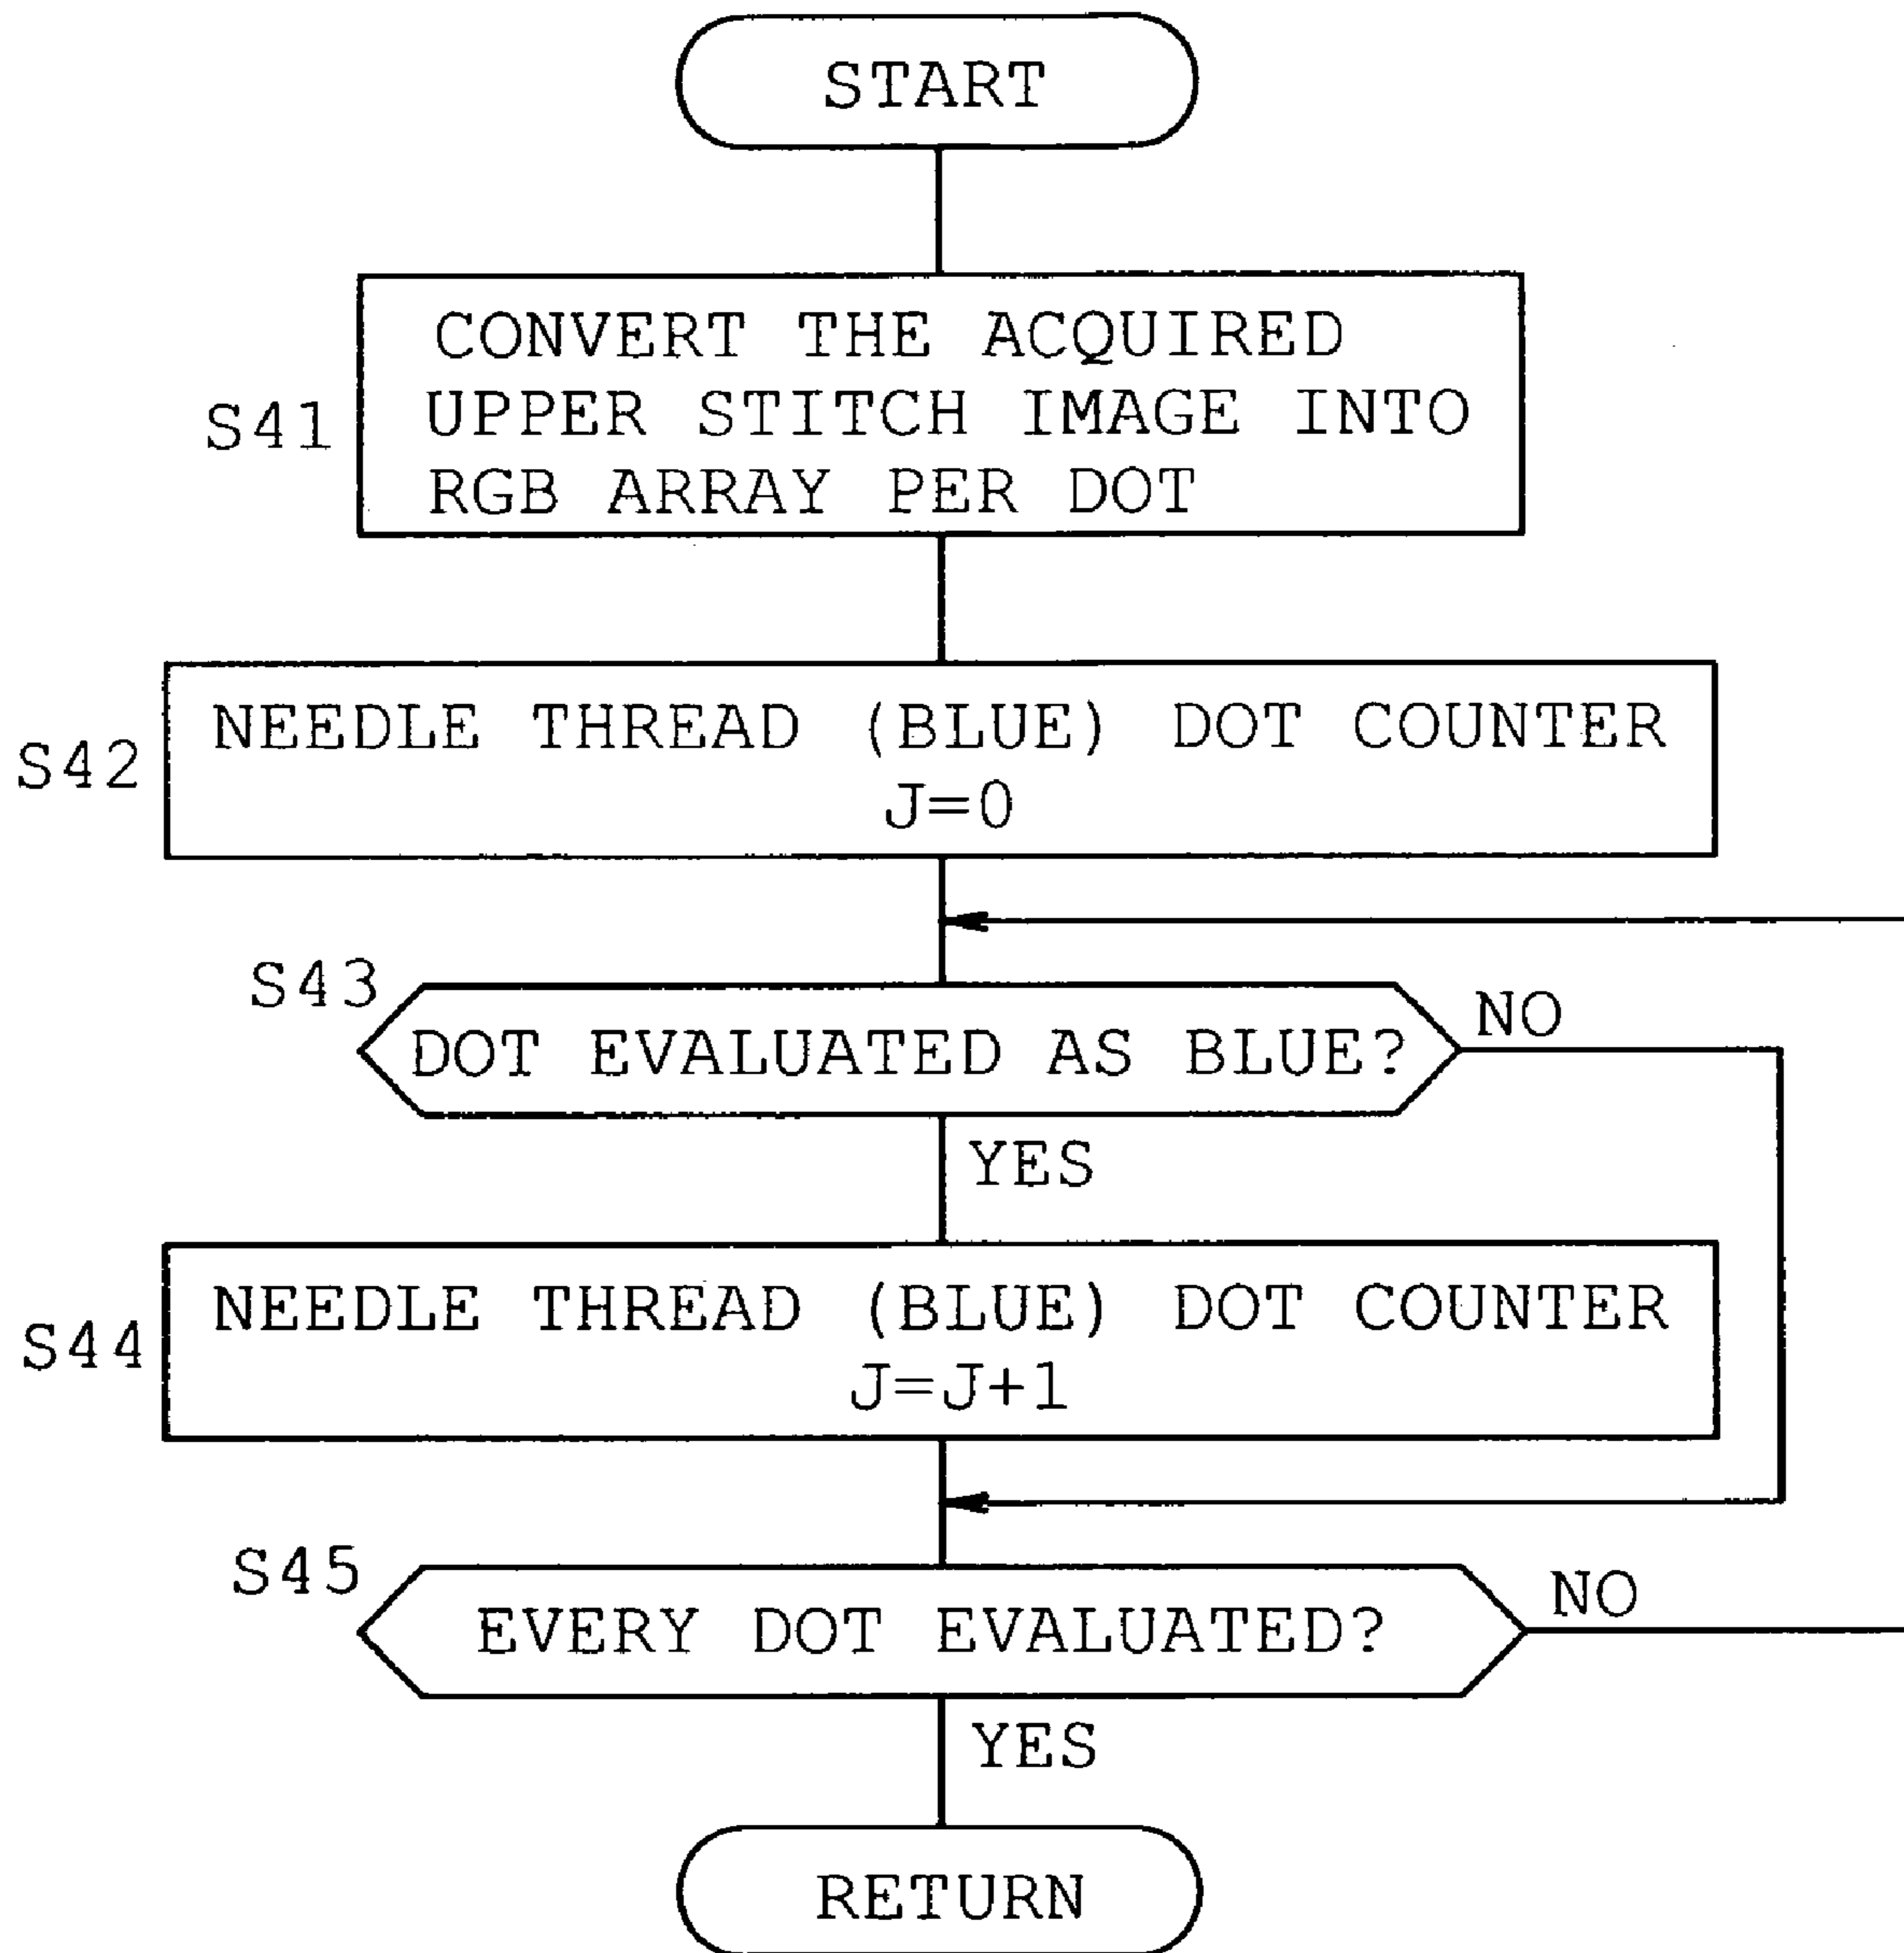 START
CONVERT THE ACQUIRED
UPPER STITCH IMAGE INTO
RGB ARRAY PER DOT
S41
NEEDLE THREAD (BLUE) DOT COUNTER
J=0
S42
S43
DOT EVALUATED AS BLUE?
NO
YES
NEEDLE THREAD (BLUE) DOT COUNTER
J=J+1
S44
S45
EVERY DOT EVALUATED?
NO
YES
RETURN